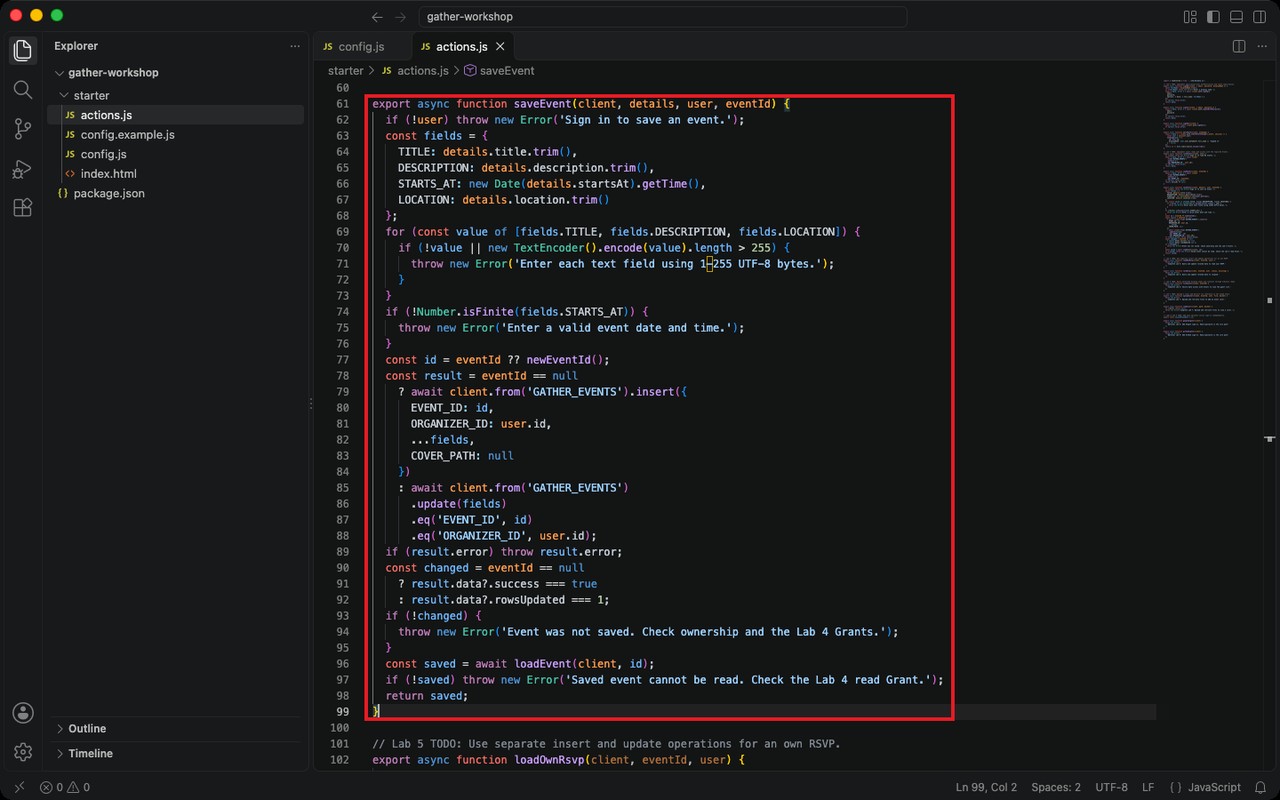 gather-workshop
Explorer
gather-workshop
starter
JS actions.js
JS config.example.js
JS config.js
<> index.html
{} package.json
Outline
Timeline
JS config.js
JS actions.js
starter > JS actions.js > saveEvent
60
61 export async function saveEvent(client, details, user, eventId) {
62 if (!user) throw new Error('Sign in to save an event.');
63 const fields = {
64 TITLE: details.title.trim(),
65 DESCRIPTION: details.description.trim(),
66 STARTS_AT: new Date(details.startsAt).getTime(),
67 LOCATION: details.location.trim()
68 };
69 for (const value of [fields.TITLE, fields.DESCRIPTION, fields.LOCATION]) {
70 if (!value || new TextEncoder().encode(value).length > 255) {
71 throw new Error('Enter each text field using 1–255 UTF-8 bytes.');
72 }
73 }
74 if (!Number.isFinite(fields.STARTS_AT)) {
75 throw new Error('Enter a valid event date and time.');
76 }
77 const id = eventId ?? newEventId();
78 const result = eventId == null
79 ? await client.from('GATHER_EVENTS').insert({
80 EVENT_ID: id,
81 ORGANIZER_ID: user.id,
82 ...fields,
83 COVER_PATH: null
84 })
85 : await client.from('GATHER_EVENTS')
86 .update(fields)
87 .eq('EVENT_ID', id)
88 .eq('ORGANIZER_ID', user.id);
89 if (result.error) throw result.error;
90 const changed = eventId == null
91 ? result.data?.success === true
92 : result.data?.rowsUpdated === 1;
93 if (!changed) {
94 throw new Error('Event was not saved. Check ownership and the Lab 4 Grants.');
95 }
96 const saved = await loadEvent(client, id);
97 if (!saved) throw new Error('Saved event cannot be read. Check the Lab 4 read Grant.');
98 return saved;
99 }
100
101 // Lab 5 TODO: Use separate insert and update operations for an own RSVP.
102 export async function loadOwnRsvp(client, eventId, user) {
0 0
Ln 99, Col 2
Spaces: 2
UTF-8
LF
{ } JavaScript